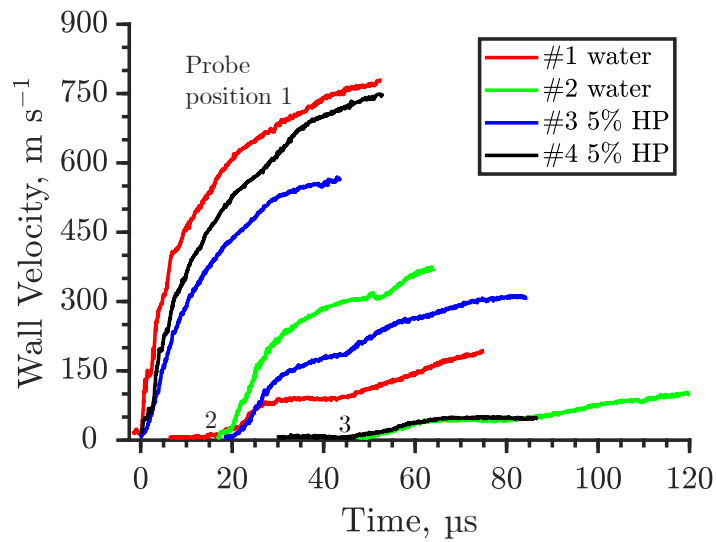 900
750
600
450
300
150
0
Wall Velocity, m s⁻¹
Probe
position 1
#1 water
#2 water
#3 5% HP
#4 5% HP
2
3
0 20 40 60 80 100 120
Time, µs